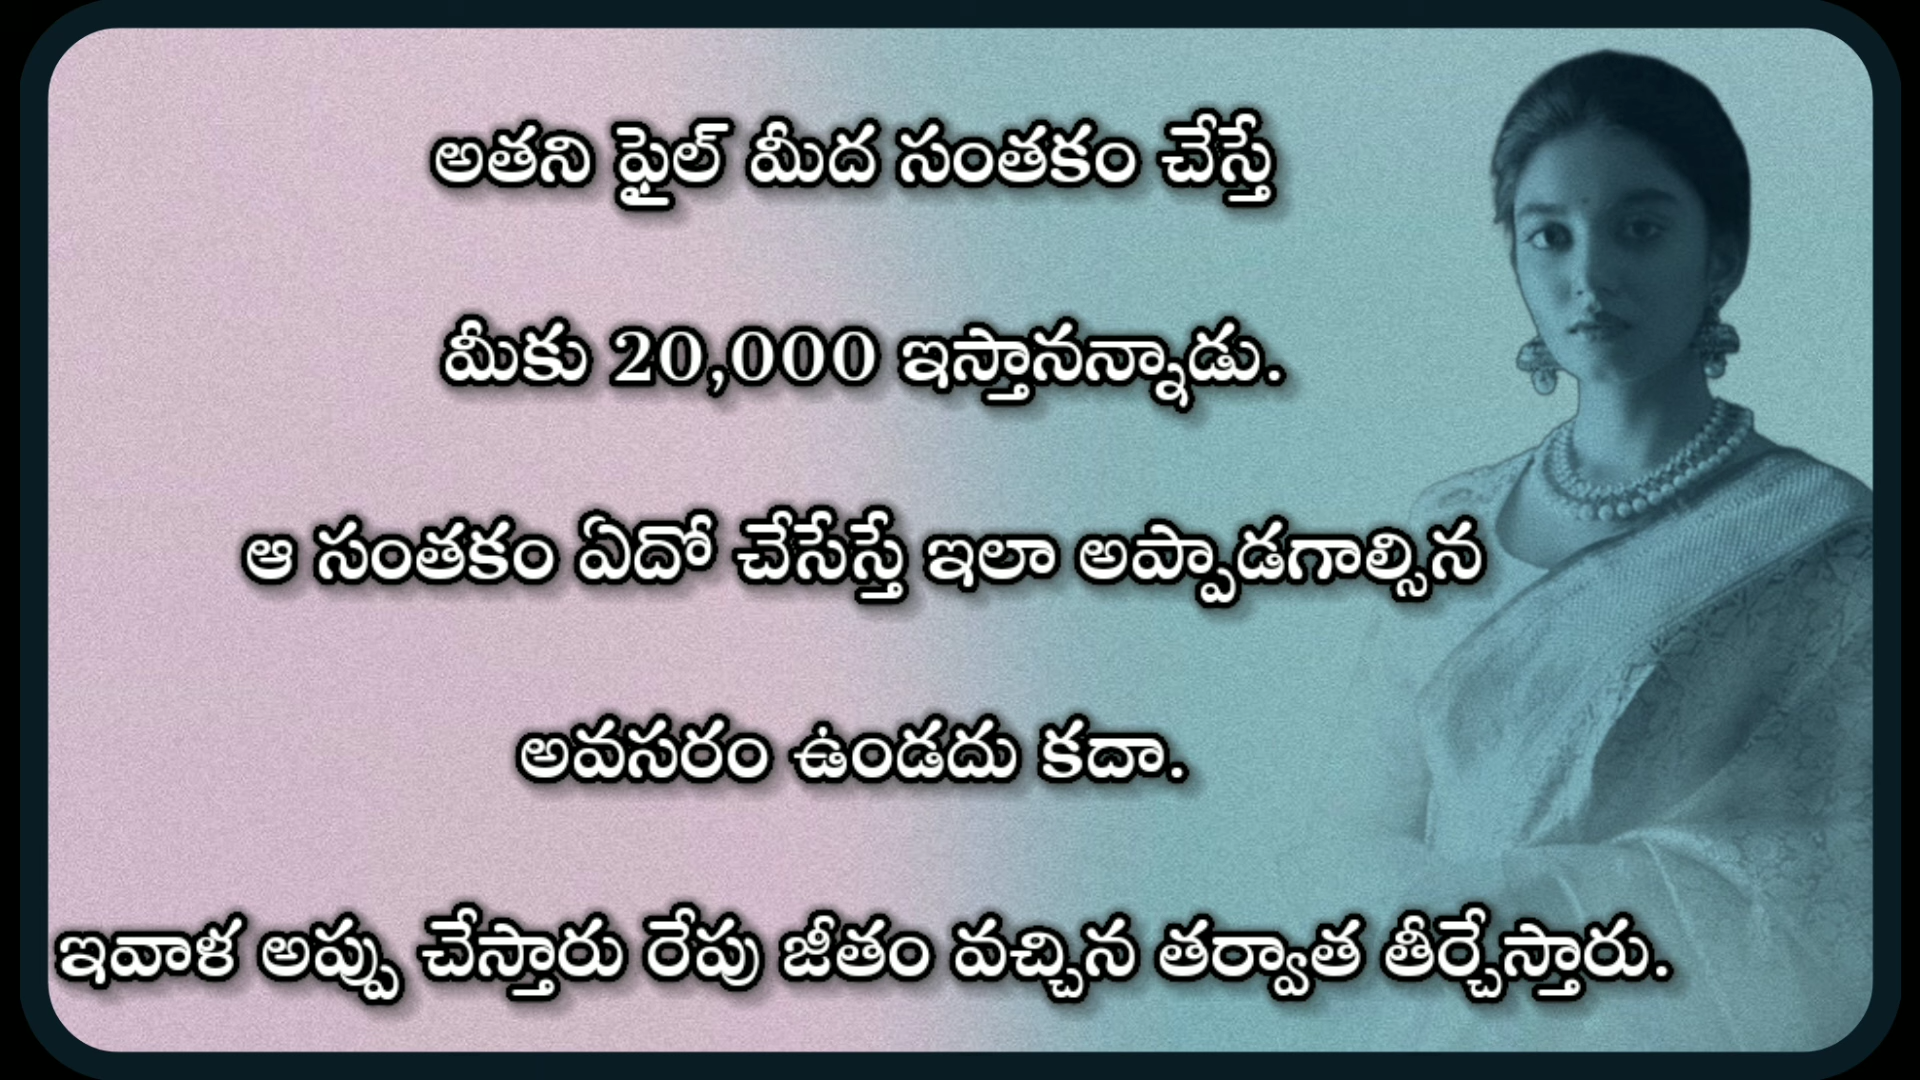 అతని ఫైల్ మీద సంతకం చేస్తే
మీకు 20,000 ఇస్తానన్నాడు.
ఆ సంతకం ఏదో చేసేస్తే ఇలా అప్పాడగాల్సిన
అవసరం ఉండదు కదా.
ఇవాళ అప్పు చేస్తారు రేపు జీతం వచ్చిన తర్వాత తీర్చేస్తారు.